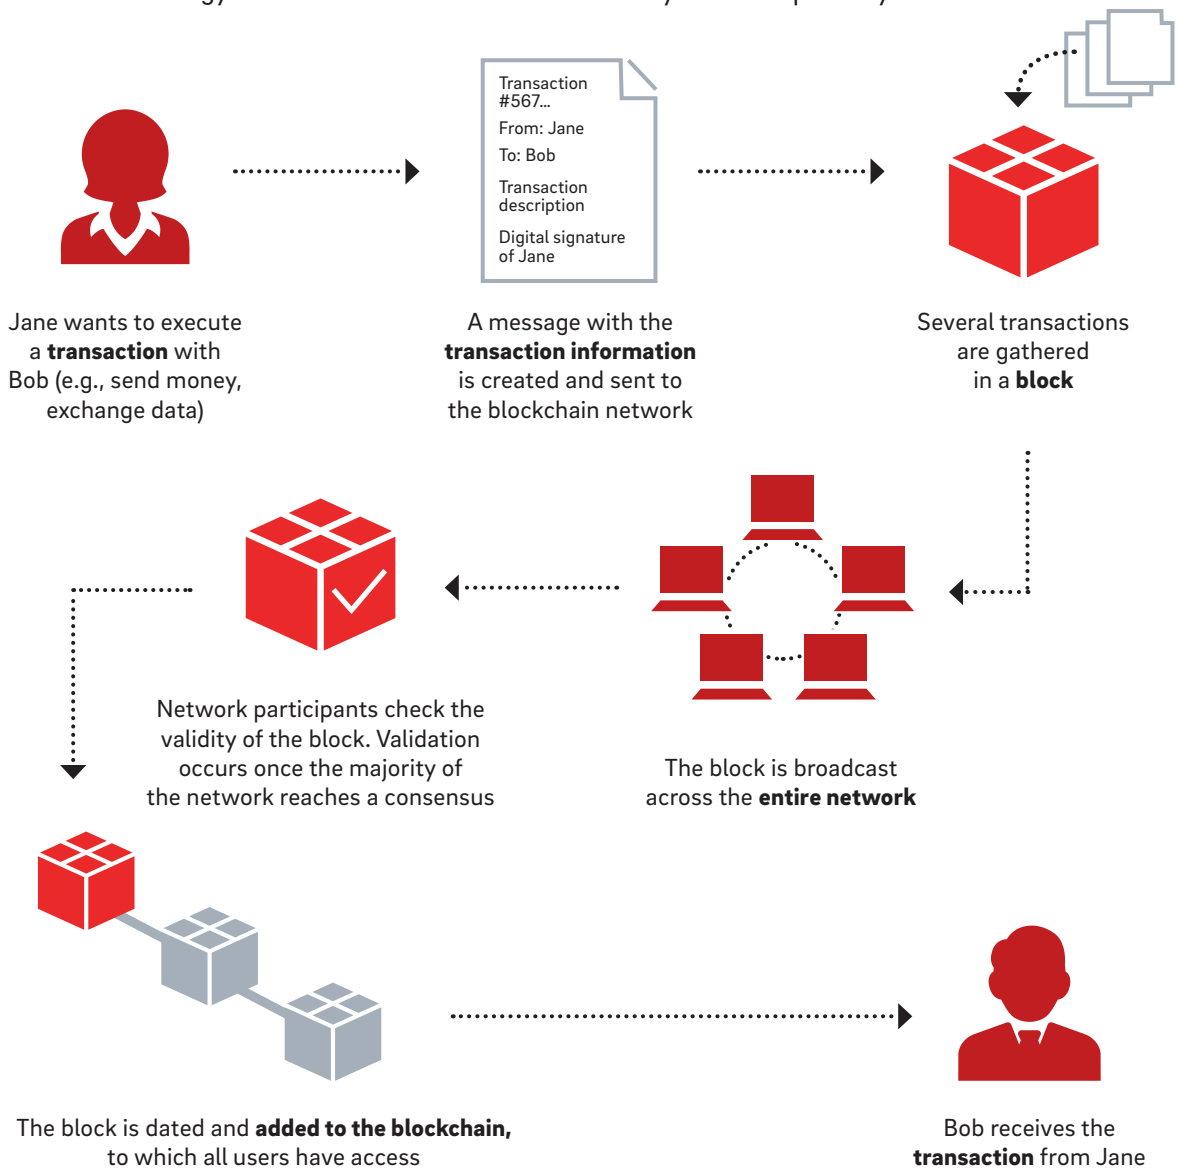 Transaction
#567...
From: Jane
To: Bob
Transaction
description
Digital signature
of Jane
Jane wants to execute
a transaction with
Bob (e.g., send money,
exchange data)
A message with the
transaction information
is created and sent to
the blockchain network
Several transactions
are gathered
in a block
Network participants check the
validity of the block. Validation
occurs once the majority of
the network reaches a consensus
The block is broadcast
across the entire network
The block is dated and added to the blockchain,
to which all users have access
Bob receives the
transaction from Jane